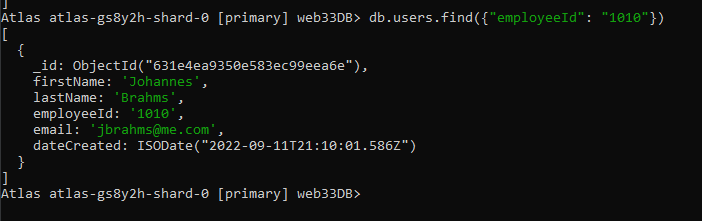 ]
Atlas atlas-gs8y2h-shard-0 [primary] web33DB> db.users.find({"employeeId": "1010"})
[
  {
    _id: ObjectId("631e4ea9350e583ec99eea6e"),
    firstName: 'Johannes',
    lastName: 'Brahms',
    employeeId: '1010',
    email: 'jbrahms@me.com',
    dateCreated: ISODate("2022-09-11T21:10:01.586Z")
  }
]
Atlas atlas-gs8y2h-shard-0 [primary] web33DB>